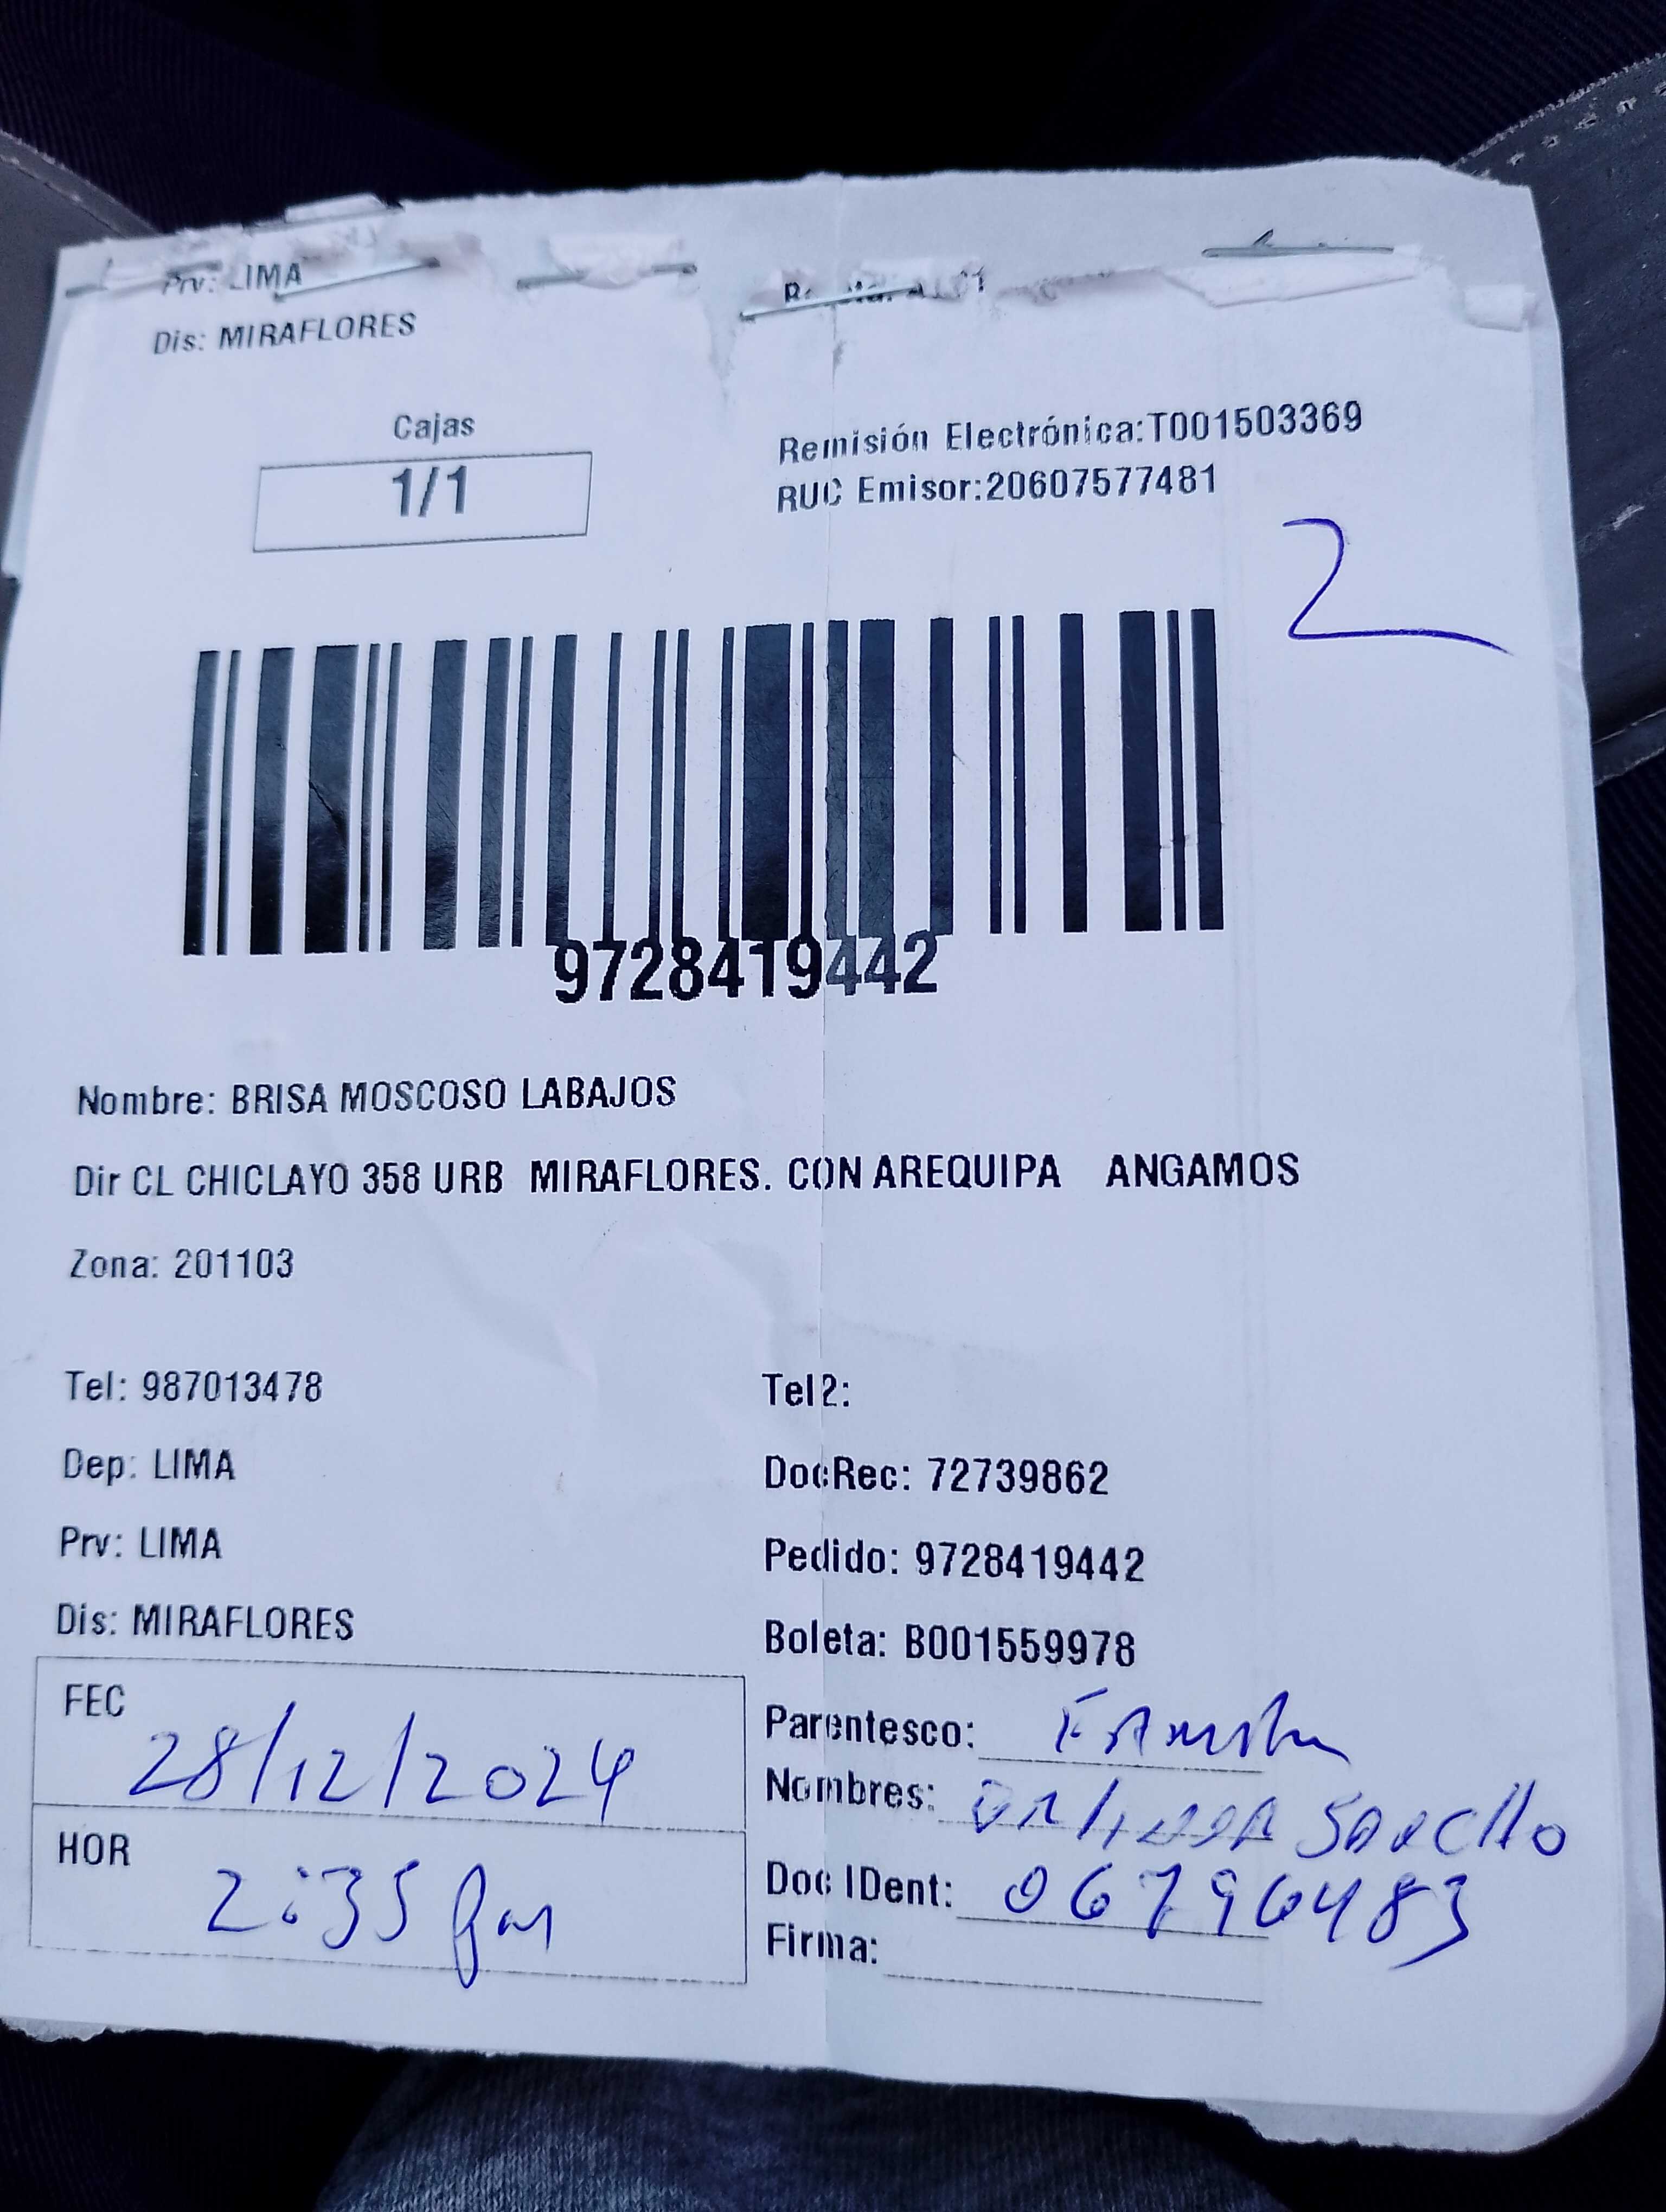 Prv: LIMA
Dis: MIRAFLORES
Cajas
1/1
Remisión Electrónica:T001503369
RUC Emisor:20607577481
2
9728419442
Nombre: BRISA MOSCOSO LABAJOS
Dir CL CHICLAYO 358 URB MIRAFLORES. CON AREQUIPA ANGAMOS
Zona: 201103
Tel: 987013478
Tel2:
Dep: LIMA
DocRec: 72739862
Prv: LIMA
Pedido: 9728419442
Dis: MIRAFLORES
Boleta: B001559978
FEC 28/12/2024
HOR 2:35 pm
Parentesco:
Nombres:
Doc IDent: 06796483
Firma: